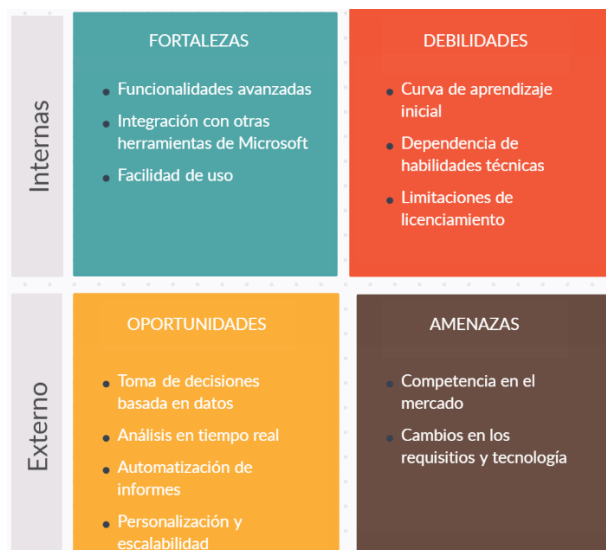 Internas
FORTALEZAS
Funcionalidades avanzadas
Integración con otras
herramientas de Microsoft
Facilidad de uso
DEBILIDADES
Curva de aprendizaje
inicial
Dependencia de
habilidades técnicas
Limitaciones de
licenciamiento
Externo
OPORTUNIDADES
Toma de decisiones
basada en datos
Análisis en tiempo real
Automatización de
informes
Personalización y
escalabilidad
AMENAZAS
Competencia en el
mercado
Cambios en los
requisitios y tecnología